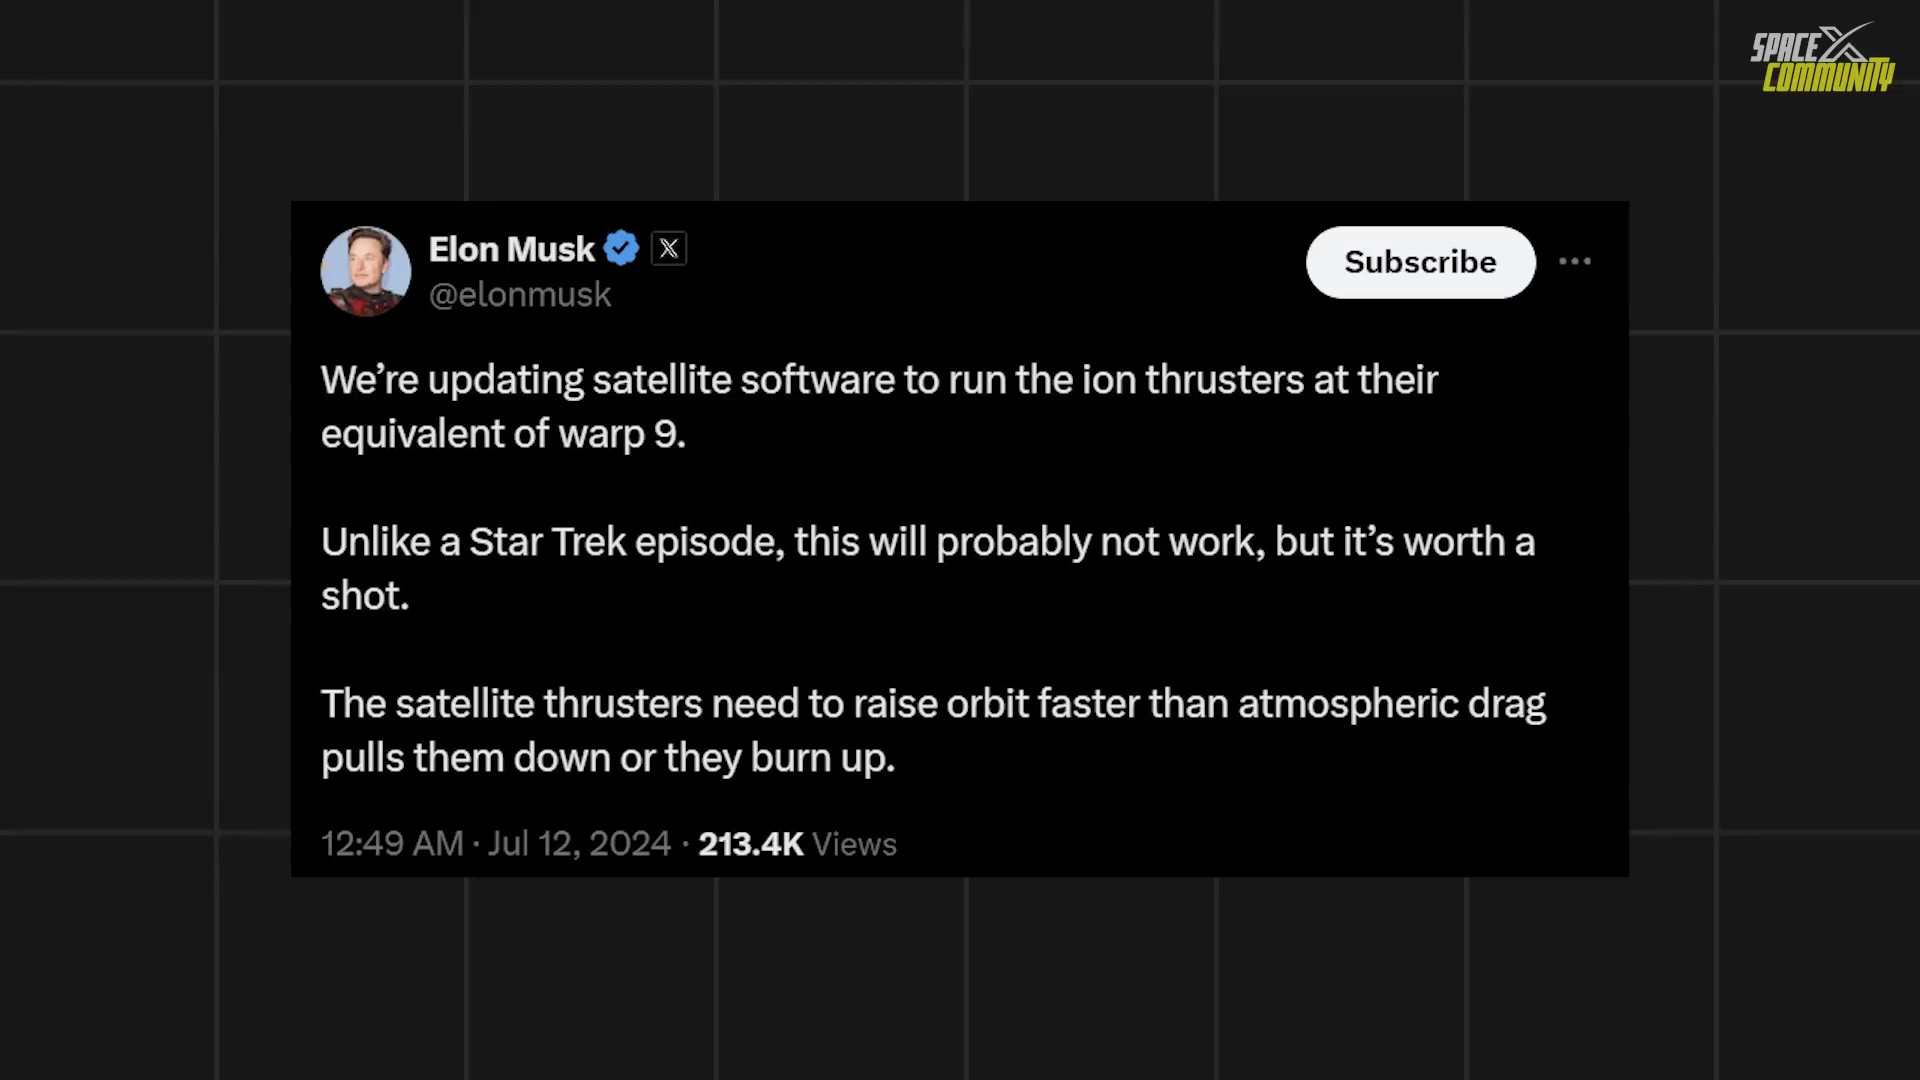 SPACEX
COMMUNITY
Elon Musk
@elonmusk
Subscribe
We’re updating satellite software to run the ion thrusters at their
equivalent of warp 9.
Unlike a Star Trek episode, this will probably not work, but it’s worth a
shot.
The satellite thrusters need to raise orbit faster than atmospheric drag
pulls them down or they burn up.
12:49 AM · Jul 12, 2024 · 213.4K Views